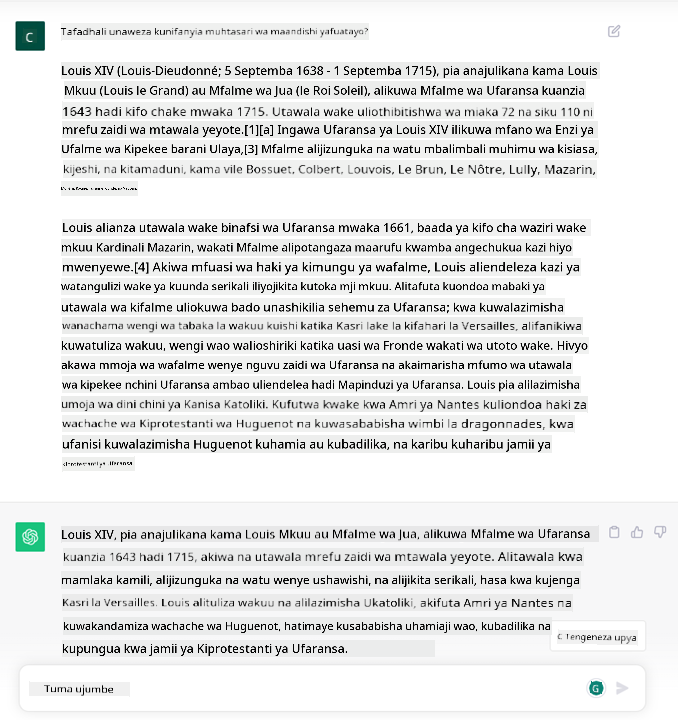 C
Tafadhali unaweza kunifanyia muhtasari wa maandishi yafuatayo?
Louis XIV (Louis-Dieudonné; 5 Septemba 1638 - 1 Septemba 1715), pia anajulikana kama Louis
Mkuu (Louis le Grand) au Mfalme wa Jua (le Roi Soleil), alikuwa Mfalme wa Ufaransa kuanzia
1643 hadi kifo chake mwaka 1715. Utawala wake uliothibitishwa wa miaka 72 na siku 110 ni
mrefu zaidi wa mtawala yeyote.[1][a] Ingawa Ufaransa ya Louis XIV ilikuwa mfano wa Enzi ya
Ufalme wa Kipekee barani Ulaya,[3] Mfalme alijizunguka na watu mbalimbali muhimu wa kisiasa,
kijeshi, na kitamaduni, kama vile Bossuet, Colbert, Louvois, Le Brun, Le Nôtre, Lully, Mazarin,
Louis alianza utawala wake binafsi wa Ufaransa mwaka 1661, baada ya kifo cha waziri wake
mkuu Kardinali Mazarin, wakati Mfalme alipotangaza maarufu kwamba angechukua kazi hiyo
mwenyewe.[4] Akiwa mfuasi wa haki ya kimungu ya wafalme, Louis aliendeleza kazi ya
watangulizi wake ya kuunda serikali iliyojikita kutoka mji mkuu. Alitafuta kuondoa mabaki ya
utawala wa kifalme uliokuwa bado unashikilia sehemu za Ufaransa; kwa kuwalazimisha
wanachama wengi wa tabaka la wakuu kuishi katika Kasri lake la kifahari la Versailles, alifanikiwa
kuwatuliza wakuu, wengi wao walioshiriki katika uasi wa Fronde wakati wa utoto wake. Hivyo
akawa mmoja wa wafalme wenye nguvu zaidi wa Ufaransa na akaimarisha mfumo wa utawala
wa kipekee nchini Ufaransa ambao uliendelea hadi Mapinduzi ya Ufaransa. Louis pia alilazimisha
umoja wa dini chini ya Kanisa Katoliki. Kufutwa kwake kwa Amri ya Nantes kuliondoa haki za
wachache wa Kiprotestanti wa Huguenot na kuwasababisha wimbi la dragonnades, kwa
ufanisi kuwalazimisha Huguenot kuhamia au kubadilika, na karibu kuharibu jamii ya
kiprotestanti ya Ufaransa.
Louis XIV, pia anajulikana kama Louis Mkuu au Mfalme wa Jua, alikuwa Mfalme wa Ufaransa
kuanzia 1643 hadi 1715, akiwa na utawala mrefu zaidi wa mtawala yeyote. Alitawala kwa
mamlaka kamili, alijizunguka na watu wenye ushawishi, na alijikita serikali, hasa kwa kujenga
Kasri la Versailles. Louis alituliza wakuu na alilazimisha Ukatoliki, akifuta Amri ya Nantes na
kuwakandamiza wachache wa Huguenot, hatimaye kusababisha uhamiaji wao, kubadilika na
kupungua kwa jamii ya Kiprotestanti ya Ufaransa.
Tengeneza upya
Tuma ujumbe
G